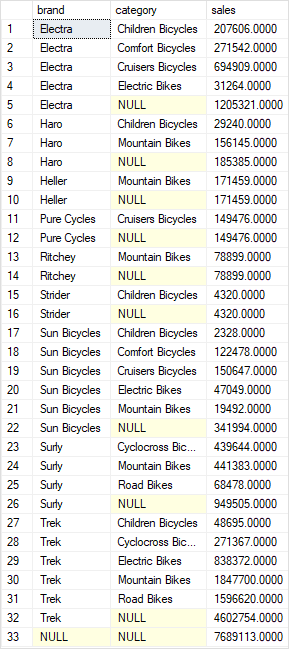 brand category sales
1 Electra Children Bicycles 207606.0000
2 Electra Comfort Bicycles 271542.0000
3 Electra Cruisers Bicycles 694909.0000
4 Electra Electric Bikes 31264.0000
5 Electra NULL 1205321.0000
6 Haro Children Bicycles 29240.0000
7 Haro Mountain Bikes 156145.0000
8 Haro NULL 185385.0000
9 Heller Mountain Bikes 171459.0000
10 Heller NULL 171459.0000
11 Pure Cycles Cruisers Bicycles 149476.0000
12 Pure Cycles NULL 149476.0000
13 Ritchey Mountain Bikes 78899.0000
14 Ritchey NULL 78899.0000
15 Strider Children Bicycles 4320.0000
16 Strider NULL 4320.0000
17 Sun Bicycles Children Bicycles 2328.0000
18 Sun Bicycles Comfort Bicycles 122478.0000
19 Sun Bicycles Cruisers Bicycles 150647.0000
20 Sun Bicycles Electric Bikes 47049.0000
21 Sun Bicycles Mountain Bikes 19492.0000
22 Sun Bicycles NULL 341994.0000
23 Surly Cyclocross Bic... 439644.0000
24 Surly Mountain Bikes 441383.0000
25 Surly Road Bikes 68478.0000
26 Surly NULL 949505.0000
27 Trek Children Bicycles 48695.0000
28 Trek Cyclocross Bic... 271367.0000
29 Trek Electric Bikes 838372.0000
30 Trek Mountain Bikes 1847700.0000
31 Trek Road Bikes 1596620.0000
32 Trek NULL 4602754.0000
33 NULL NULL 7689113.0000